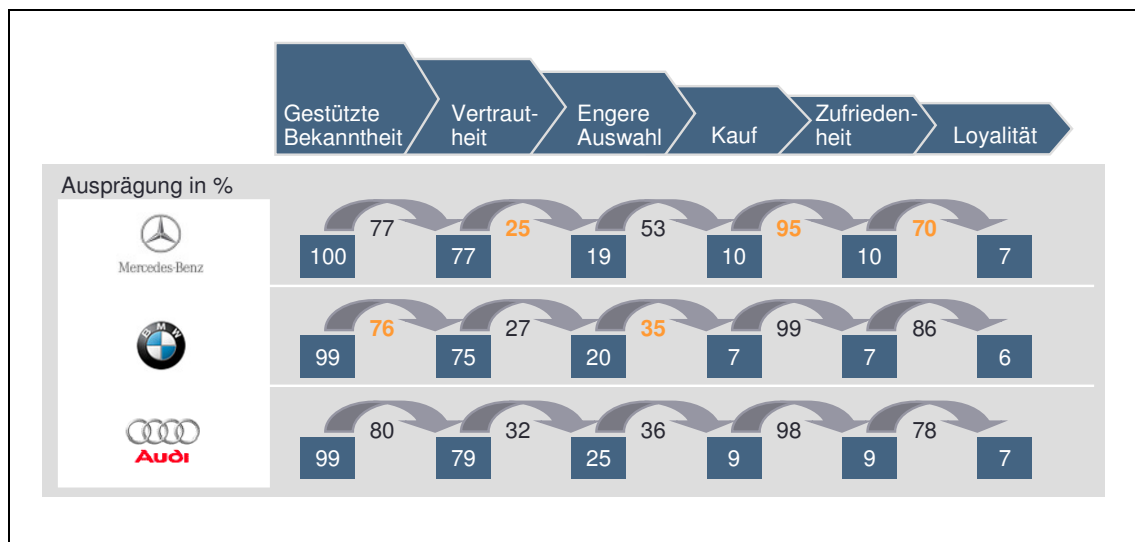 Gestützte
Bekanntheit
Vertraut-
heit
Engere
Auswahl
Kauf
Zufrieden-
heit
Loyalität
Ausprägung in %
Mercedes-Benz
77 25 53 95 70
100 77 19 10 10 7
BMW
76 27 35 99 86
99 75 20 7 7 6
Audi
80 32 36 98 78
99 79 25 9 9 7